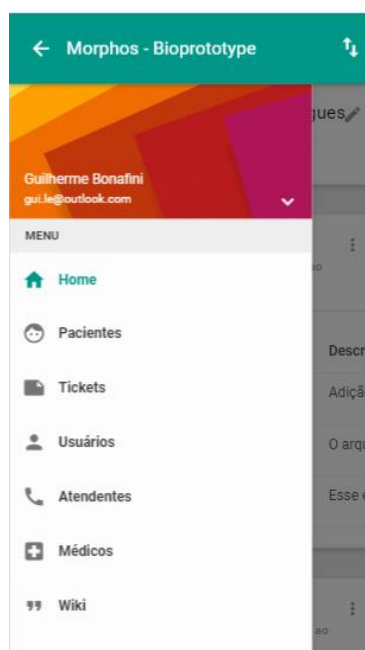 Morphos - Bioprototype
gues
Guilherme Bonafini
gui.le@outlook.com
MENU
Home
Pacientes
Descr
Tickets
Adiçã
Usuários
O arqu
Atendentes
Esse e
Médicos
Wiki
ao